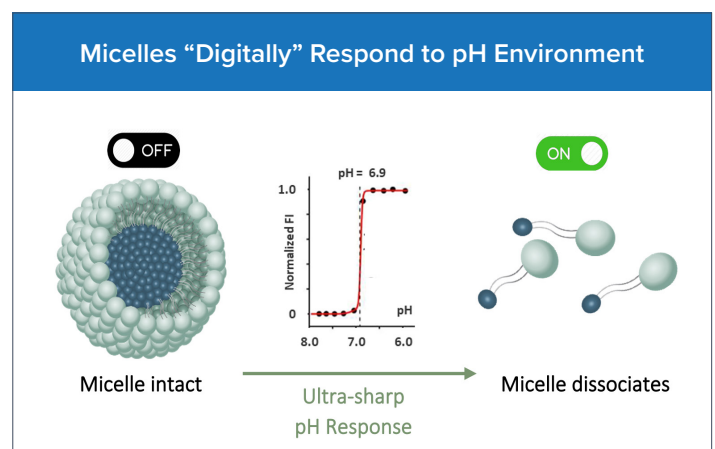 Micelles “Digitally” Respond to pH Environment
OFF
ON
pH = 6.9
1.0
Normalized FI
0
pH
8.0 7.0 6.0
Micelle intact
Ultra-sharp
pH Response
Micelle dissociates